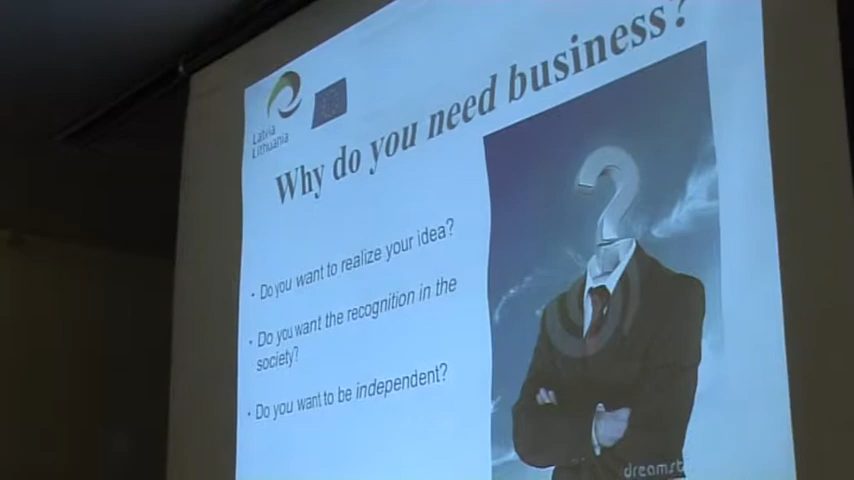 Latvia
Lithuania
Why do you need business?
• Do you want to realize your idea?
• Do you want the recognition in the
society?
• Do you want to be independent?
dreamst